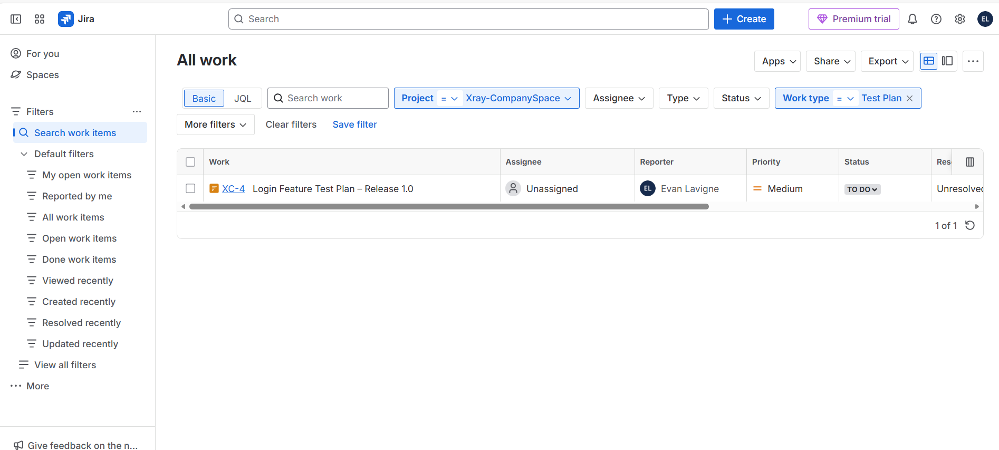 Jira
Search
Create
Premium trial
EL
For you
Spaces
Filters
Search work items
Default filters
My open work items
Reported by me
All work items
Open work items
Done work items
Viewed recently
Created recently
Resolved recently
Updated recently
View all filters
More
Give feedback on the n...
All work
Apps Share Export
Basic JQL Search work Project = Xray-CompanySpace Assignee Type Status Work type = Test Plan
More filters Clear filters Save filter
Work Assignee Reporter Priority Status Res
XC-4 Login Feature Test Plan – Release 1.0 Unassigned EL Evan Lavigne Medium TO DO Unresolved
1 of 1